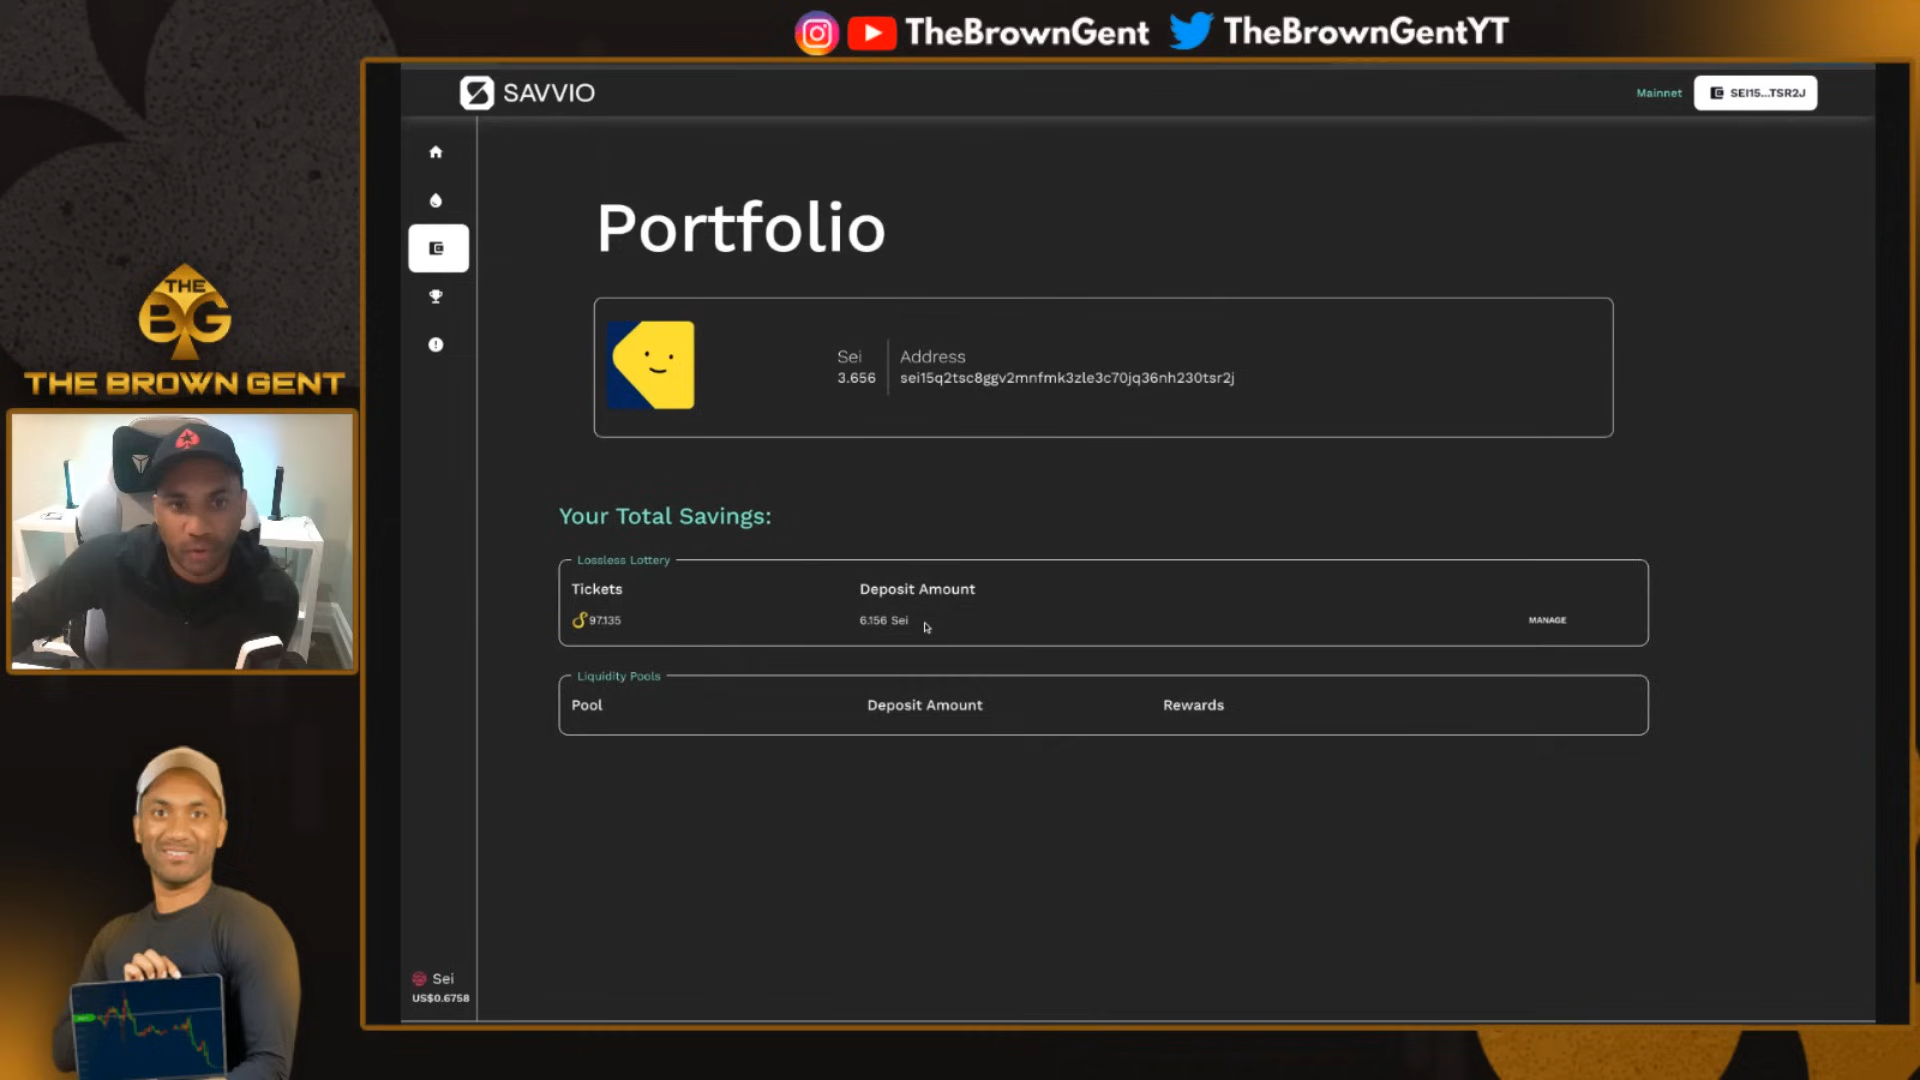 TheBrownGent
TheBrownGentYT
SAVVIO
Mainnet
SEI15...TSR2J
Portfolio
Sei
3.656
Address
sei15q2tsc8ggv2mnfmk3zle3c70jq36nh230tsr2j
THE
BG
THE BROWN GENT
Your Total Savings:
Lossless Lottery
Tickets
Deposit Amount
97.135
6.156 Sei
MANAGE
Liquidity Pools
Pool
Deposit Amount
Rewards
Sei
US$0.6758